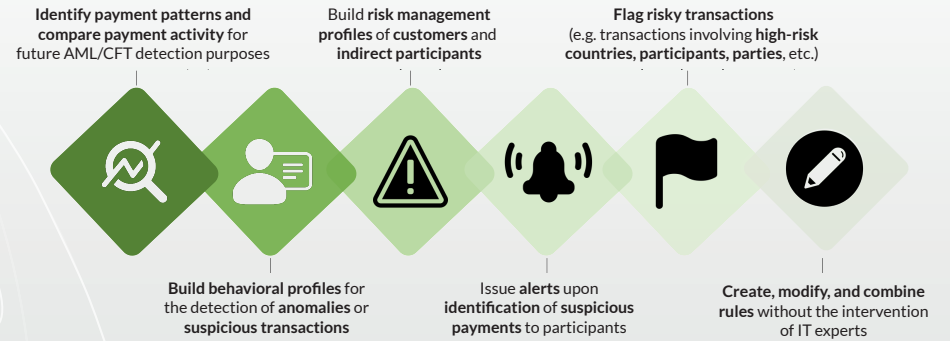 Identify payment patterns and
compare payment activity for
future AML/CFT detection purposes
Build risk management
profiles of customers and
indirect participants
Flag risky transactions
(e.g. transactions involving high-risk
countries, participants, parties, etc.)
Build behavioral profiles for
the detection of anomalies or
suspicious transactions
Issue alerts upon
identification of suspicious
payments to participants
Create, modify, and combine
rules without the intervention
of IT experts